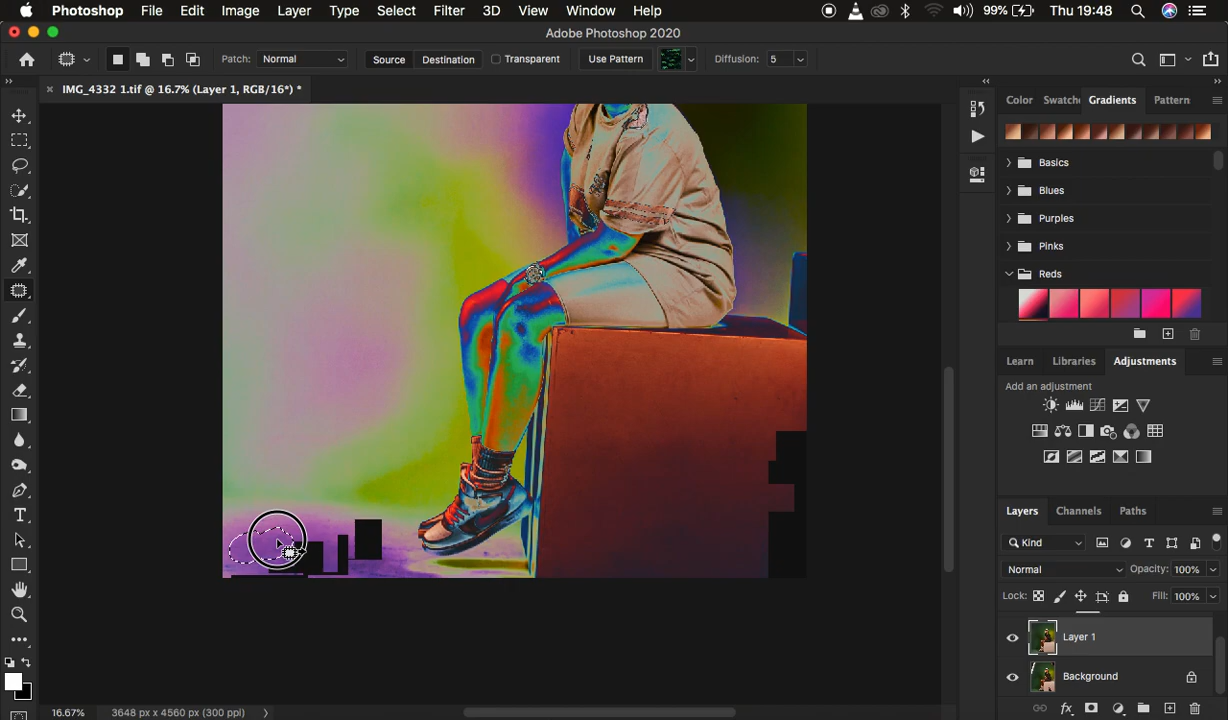 Photoshop File Edit Image Layer Type Select Filter 3D View Window Help 99% Thu 19:48
Adobe Photoshop 2020
Patch: Normal Source Destination Transparent Use Pattern Diffusion: 5
IMG_4332 1.tif @ 16.7% (Layer 1, RGB/16*) *
Color Swatche Gradients Pattern
Basics
Blues
Purples
Pinks
Reds
Learn Libraries Adjustments
Add an adjustment
Layers Channels Paths
Kind
Normal Opacity: 100%
Lock: Fill: 100%
Layer 1
Background
16.67% 3648 px x 4560 px (300 ppi)